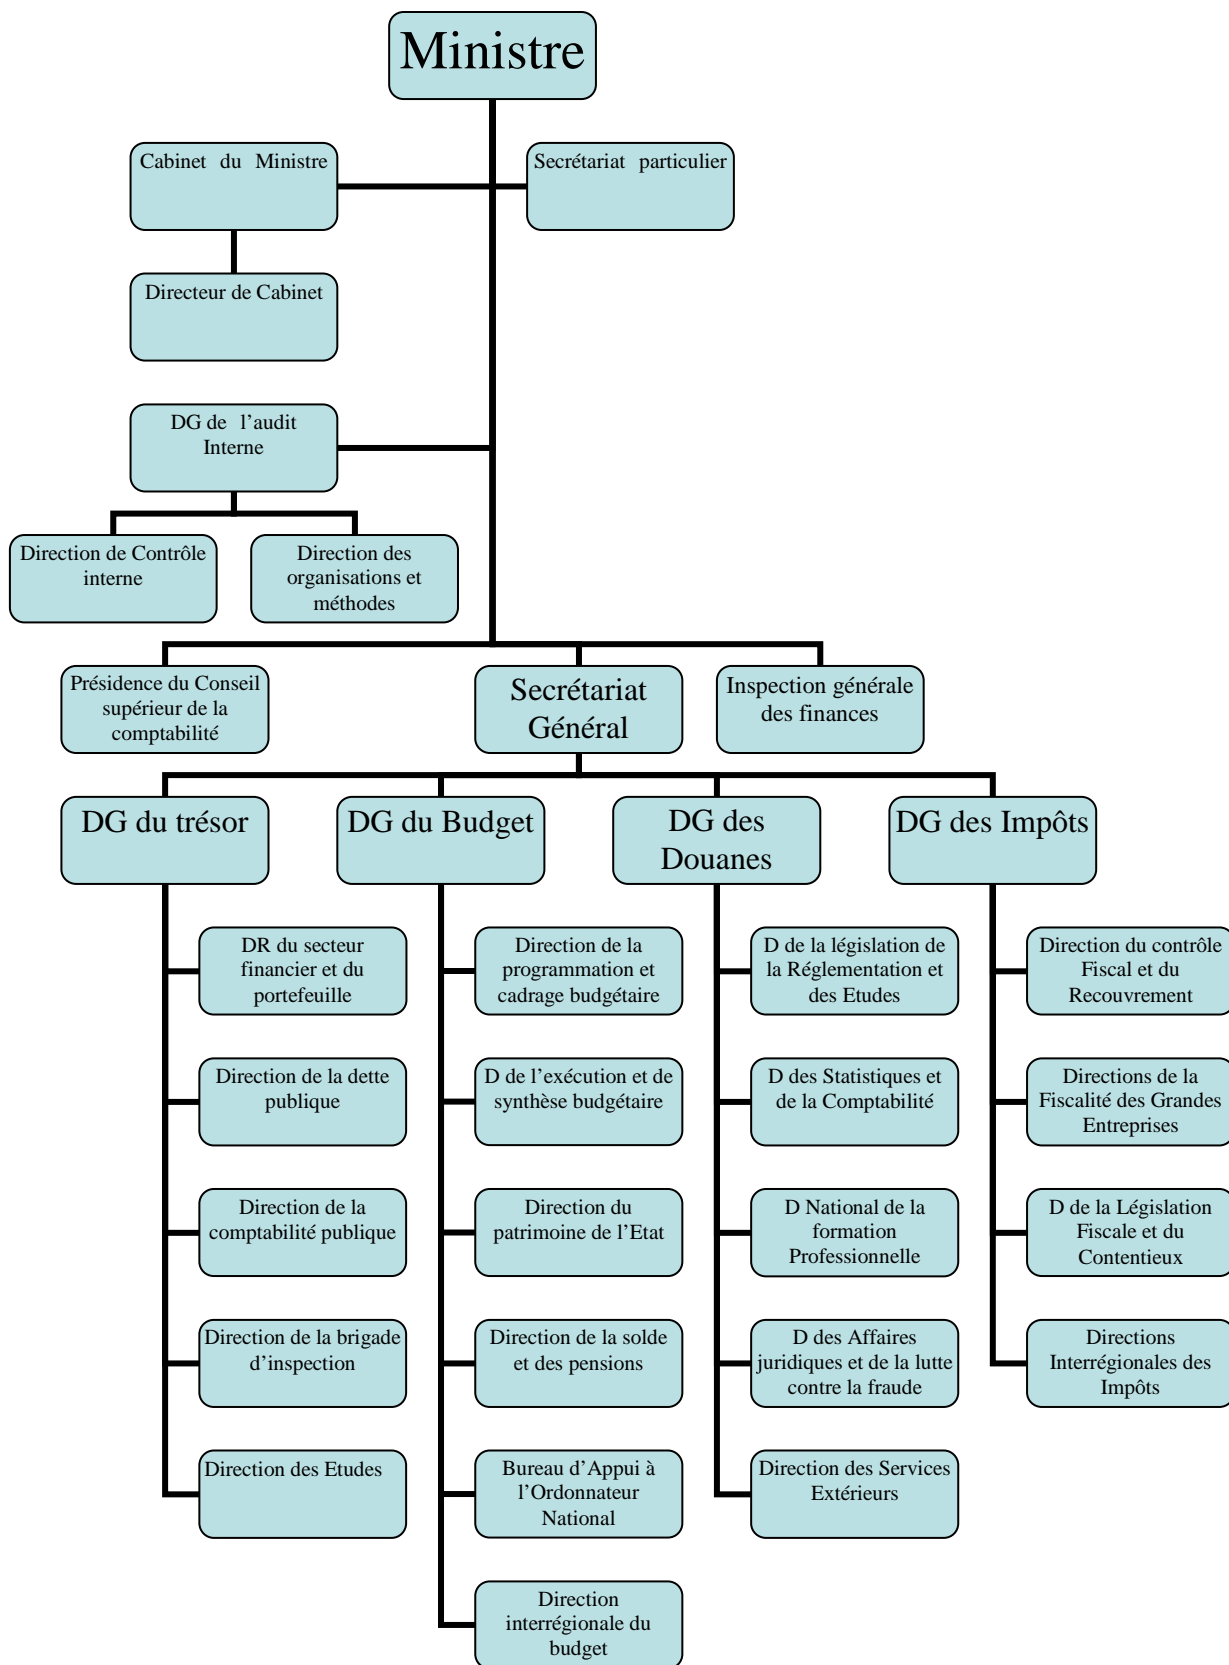 Ministre
Cabinet du Ministre
Secrétariat particulier
Directeur de Cabinet
DG de l’audit
Interne
Direction de Contrôle
interne
Direction des
organisations et
méthodes
Présidence du Conseil
supérieur de la
comptabilité
Secrétariat
Général
Inspection générale
des finances
DG du trésor
DG du Budget
DG des
Douanes
DG des Impôts
DR du secteur
financier et du
portefeuille
Direction de la
programmation et
cadrage budgétaire
D de la législation de
la Réglementation et
des Etudes
Direction du contrôle
Fiscal et du
Recouvrement
Direction de la dette
publique
D de l’exécution et de
synthèse budgétaire
D des Statistiques et
de la Comptabilité
Directions de la
Fiscalité des Grandes
Entreprises
Direction de la
comptabilité publique
Direction du
patrimoine de l’Etat
D National de la
formation
Professionnelle
D de la Législation
Fiscale et du
Contentieux
Direction de la brigade
d’inspection
Direction de la solde
et des pensions
D des Affaires
juridiques et de la lutte
contre la fraude
Directions
Interrégionales des
Impôts
Direction des Etudes
Bureau d’Appui à
l’Ordonnateur
National
Direction des Services
Extérieurs
Direction
interrégionale du
budget